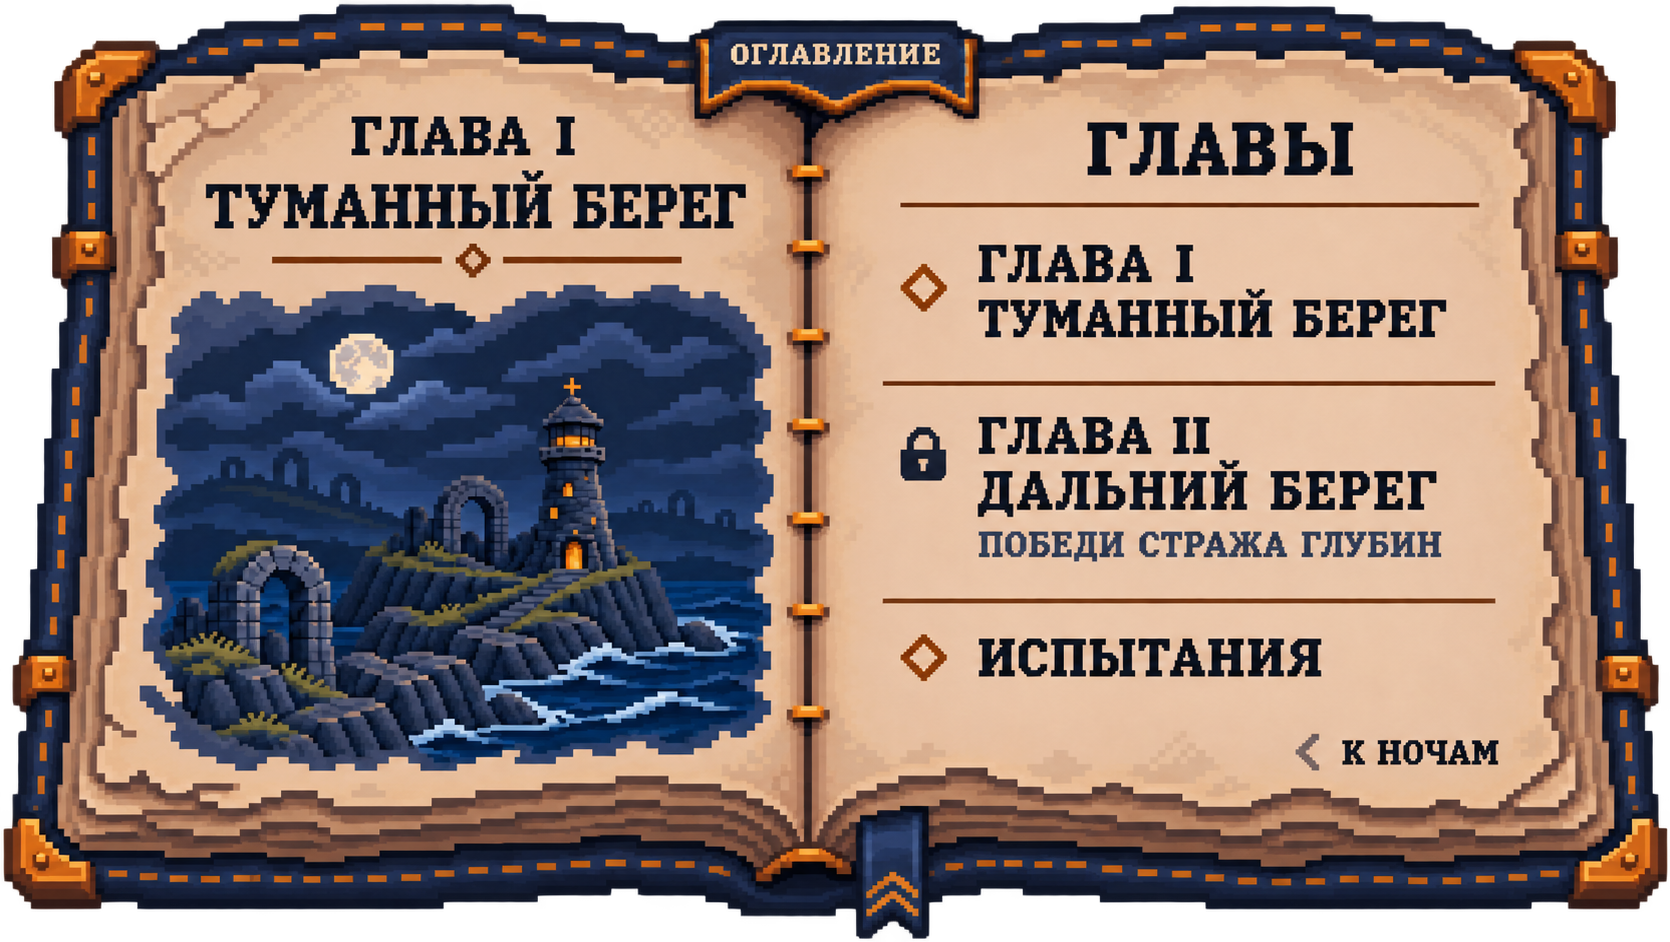 ОГЛАВЛЕНИЕ
ГЛАВА I
ТУМАННЫЙ БЕРЕГ
ГЛАВЫ
ГЛАВА I
ТУМАННЫЙ БЕРЕГ
ГЛАВА II
ДАЛЬНИЙ БЕРЕГ
ПОБЕДИ СТРАЖА ГЛУБИН
ИСПЫТАНИЯ
К НОЧАМ